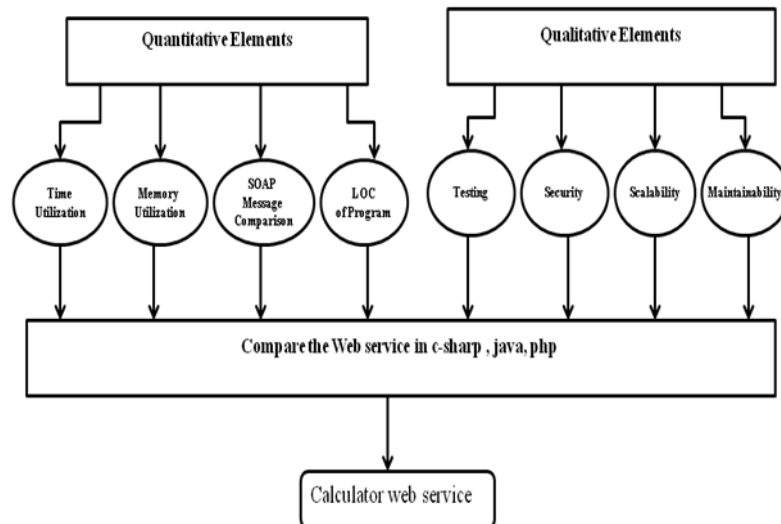 Quantitative Elements
Qualitative Elements
Time
Utilization
Memory
Utilization
SOAP
Message
Comparison
LOC
of Program
Testing
Security
Scalability
Maintainability
Compare the Web service in c-sharp , java, php
Calculator web service